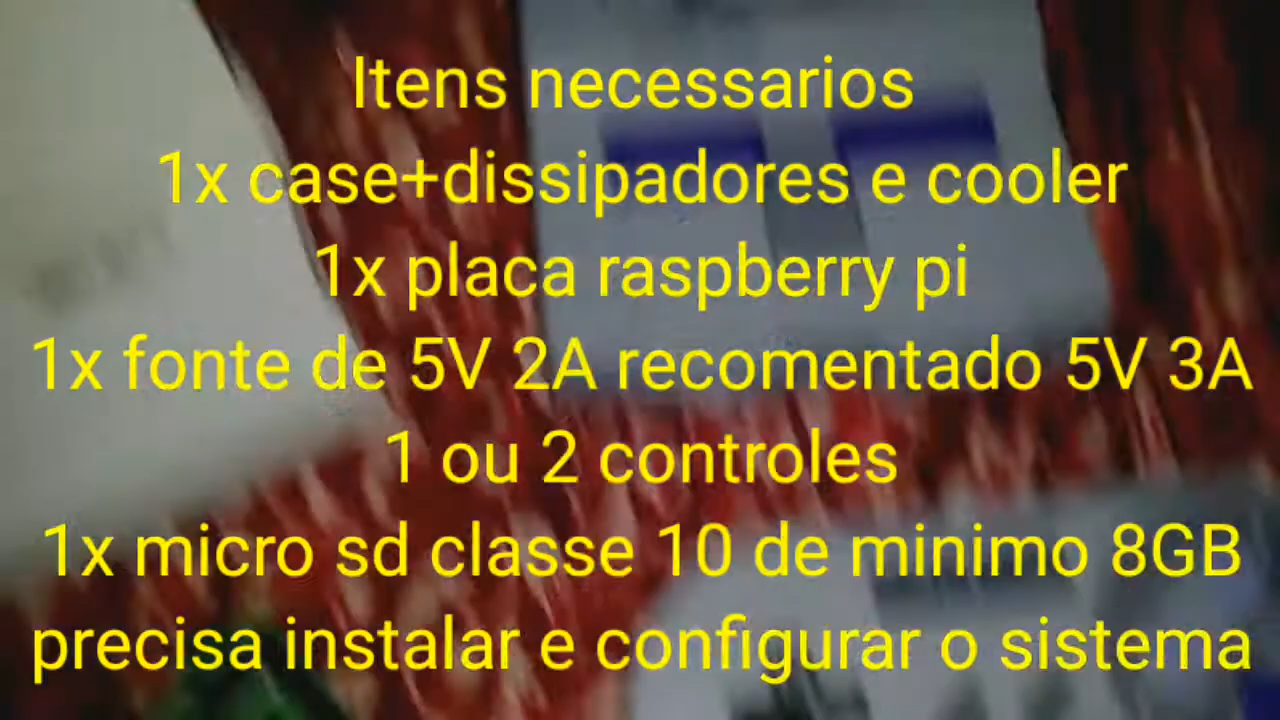 Itens necessarios
1x case+dissipadores e cooler
1x placa raspberry pi
1x fonte de 5V 2A recomentado 5V 3A
1 ou 2 controles
1x micro sd classe 10 de minimo 8GB
precisa instalar e configurar o sistema